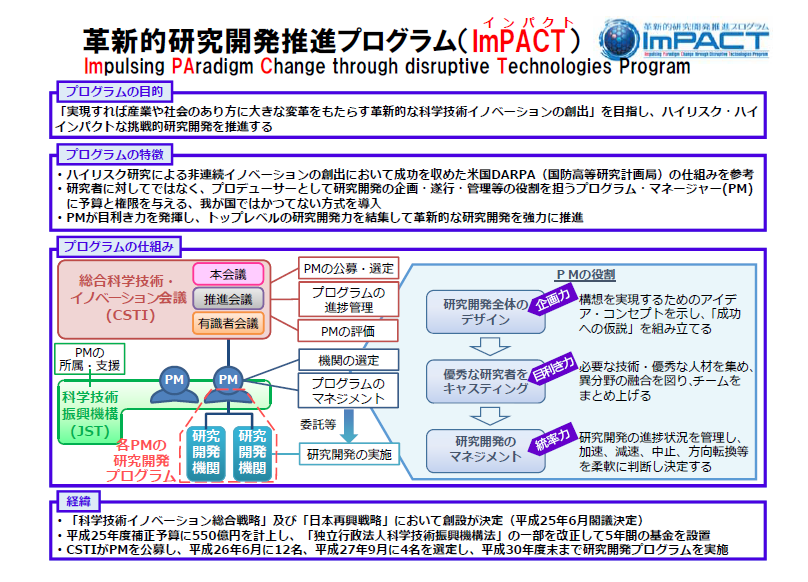 インパクト
革新的研究開発推進プログラム（ImPACT）
Impulsing PAradigm Change through disruptive Technologies Program
革新的研究開発推進プログラム
ImPACT
Impulsing Paradigm Change through Disruptive Technologies Program
プログラムの目的
「実現すれば産業や社会のあり方に大きな変革をもたらす革新的な科学技術イノベーションの創出」を目指し、ハイリスク・ハイ
インパクトな挑戦的研究開発を推進する
プログラムの特徴
・ハイリスク研究による非連続イノベーションの創出において成功を収めた米国DARPA（国防高等研究計画局）の仕組みを参考
・研究者に対してではなく、プロデューサーとして研究開発の企画・遂行・管理等の役割を担うプログラム・マネージャー(PM)
に予算と権限を与える、我が国ではかつてない方式を導入
・PMが目利き力を発揮し、トップレベルの研究開発力を結集して革新的な研究開発を強力に推進
プログラムの仕組み
総合科学技術・
イノベーション会議
(CSTI)
本会議
推進会議
有識者会議
PMの公募・選定
プログラムの
進捗管理
PMの評価
PMの
所属・支援
科学技術
振興機構
(JST)
PM
PM
機関の選定
プログラムの
マネジメント
委託等
研究開発の実施
各PMの
研究開発
プログラム
研究
開発
機関
研究
開発
機関
ＰＭの役割
研究開発全体の
デザイン
企画力
構想を実現するためのアイデ
ア・コンセプトを示し、「成功
への仮説」を組み立てる
優秀な研究者を
キャスティング
目利き力
必要な技術・優秀な人材を集め、
異分野の融合を図り、チームを
まとめ上げる
研究開発の
マネジメント
統率力
研究開発の進捗状況を管理し、
加速、減速、中止、方向転換等
を柔軟に判断し決定する
経緯
・「科学技術イノベーション総合戦略」及び「日本再興戦略」において創設が決定（平成25年6月閣議決定）
・平成25年度補正予算に550億円を計上し、「独立行政法人科学技術振興機構法」の一部を改正して5年間の基金を設置
・CSTIがPMを公募し、平成26年6月に12名、平成27年9月に4名を選定し、平成30年度末まで研究開発プログラムを実施